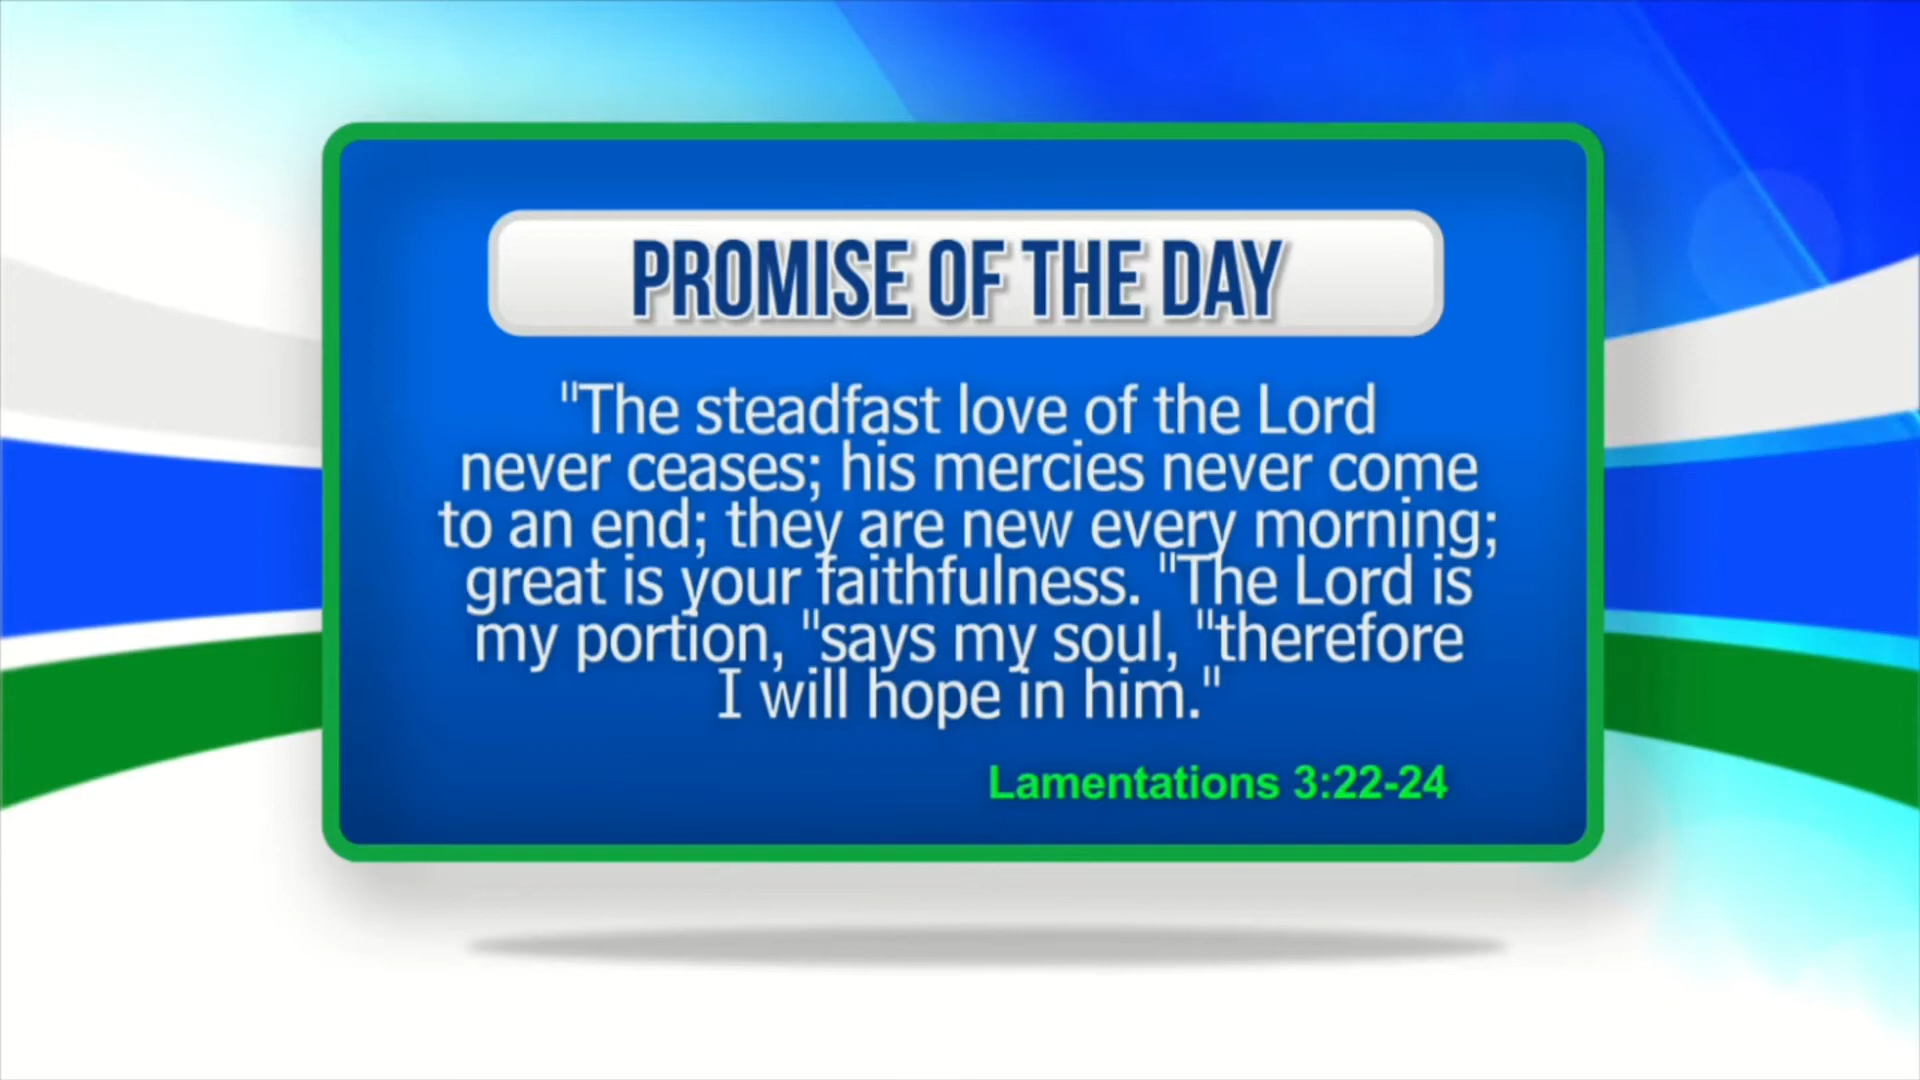 PROMISE OF THE DAY
"The steadfast love of the Lord
never ceases; his mercies never come
to an end; they are new every morning;
great is your faithfulness. "The Lord is
my portion, "says my soul, "therefore
I will hope in him."
Lamentations 3:22-24